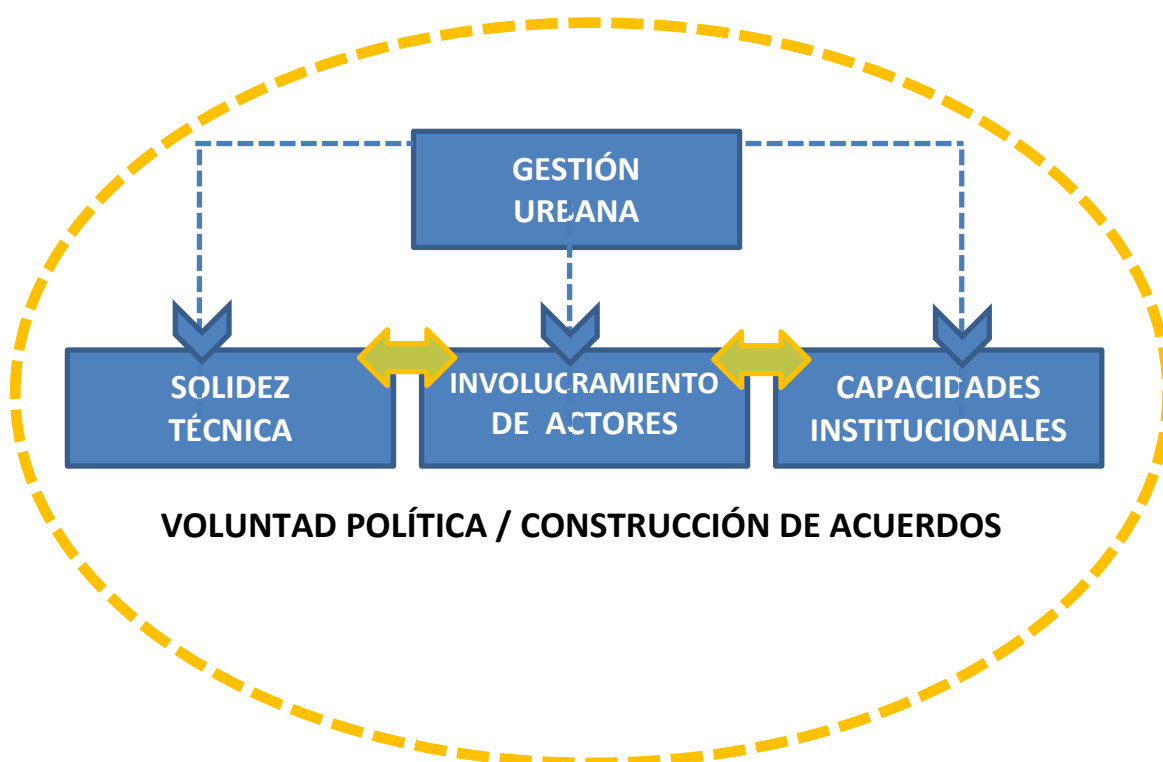 GESTIÓN
URBANA
SOLIDEZ
TÉCNICA
INVOLUCRAMIENTO
DE ACTORES
CAPACIDADES
INSTITUCIONALES
VOLUNTAD POLÍTICA / CONSTRUCCIÓN DE ACUERDOS